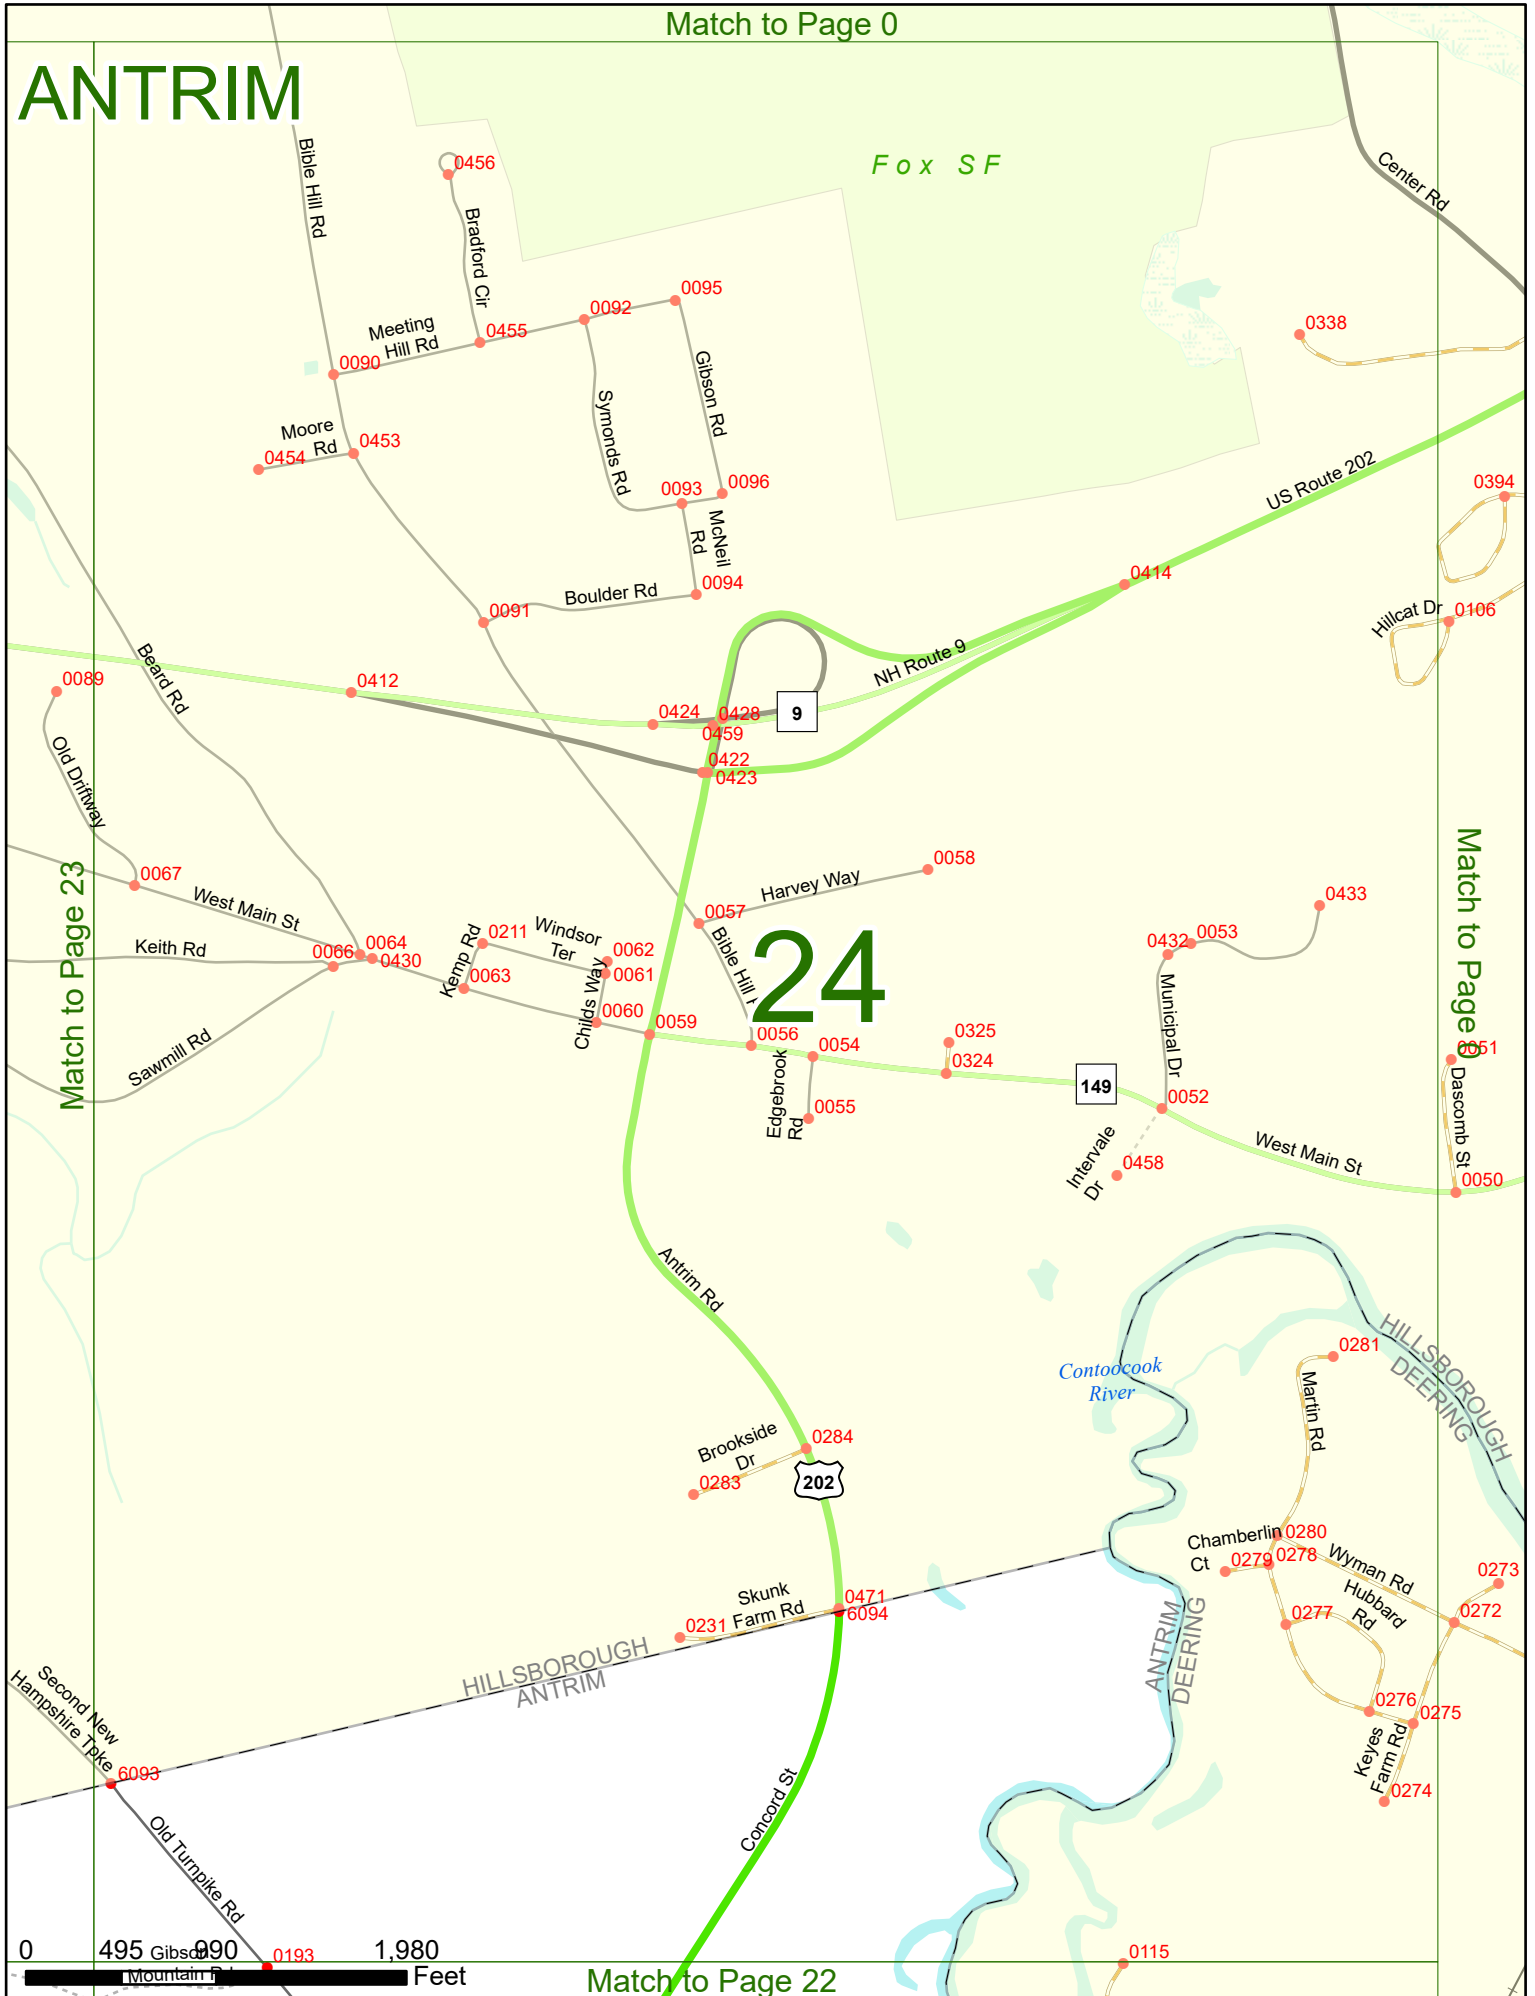 Match to Page 0
ANTRIM
Fox SF
Center Rd
Bible Hill Rd
0456
Bradford Cir
0095
0092
0338
Meeting
Hill Rd
0455
0090
Gibson Rd
Symonds Rd
Moore
Rd
0453
0454
US Route 202
0394
0093
0096
McNeil
Rd
0414
0094
Boulder Rd
0091
Hillcat Dr
0106
Beard Rd
NH Route 9
0089
0412
0424
0428
9
0459
Old Driftway
0422
0423
Match to Page 23
Match to Page 0
0058
0067
Harvey Way
West Main St
0057
0433
Keith Rd
0066
0064
0430
Kemp Rd
0211
Windsor
Ter
0062
0061
Bible Hill
24
0432
0053
0063
Childs Way
0060
0059
0056
0054
0325
0324
Municipal Dr
0051
Sawmill Rd
Edgebrook
Rd
0055
149
0052
Dascomb St
Intervale
Dr
0458
West Main St
0050
Antrim Rd
Contoocook
River
0281
HILLSBOROUGH
DEERING
Martin Rd
Brookside
Dr
0284
0283
202
Chamberlin
Ct
0280
0279
0278
Wyman Rd
0273
Hubbard
Rd
0277
0272
Skunk
Farm Rd
0471
6094
0231
ANTRIM
DEERING
HILLSBOROUGH
ANTRIM
Second New
Hampshire Tpke
0276
0275
Keyes
Farm Rd
0274
6093
Concord St
Old Turnpike Rd
0193
0115
0 495 990 1,980
Feet
Gibson
Mountain Rd
Match to Page 22